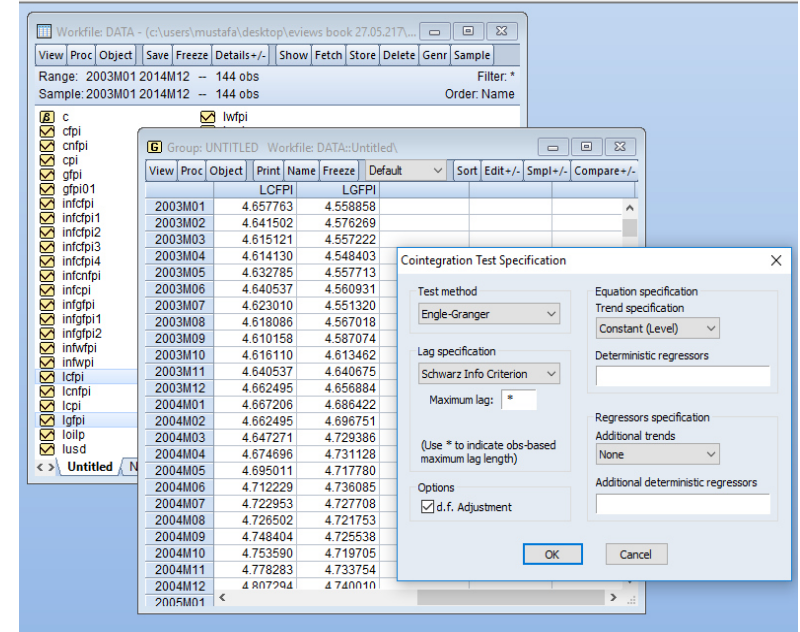 Workfile: DATA - (c:\users\mustafa\desktop\eviews book 27.05.217\...
View Proc Object Save Freeze Details+/- Show Fetch Store Delete Genr Sample
Range: 2003M01 2014M12 -- 144 obs Filter: *
Sample: 2003M01 2014M12 -- 144 obs Order: Name
c
lwfpi
cfpi
cnfpi
cpi
gfpi
gfpi01
infcfpi
infcfpi1
infcfpi2
infcfpi3
infcfpi4
infcnfpi
infcpi
infgfpi
infgfpi1
infgfpi2
infwfpi
infwpi
lcfpi
lcnfpi
lcpi
lgfpi
loilp
lusd
Untitled N
Group: UNTITLED Workfile: DATA::Untitled\
View Proc Object Print Name Freeze Default Sort Edit+/- Smpl+/- Compare+/-
LCFPI LGFPI
2003M01 4.657763 4.558858
2003M02 4.641502 4.576269
2003M03 4.615121 4.557222
2003M04 4.614130 4.548403
2003M05 4.632785 4.557713
2003M06 4.640537 4.560931
2003M07 4.623010 4.551320
2003M08 4.618086 4.567018
2003M09 4.610158 4.587074
2003M10 4.616110 4.613462
2003M11 4.640537 4.640675
2003M12 4.662495 4.656884
2004M01 4.667206 4.686422
2004M02 4.662495 4.696751
2004M03 4.647271 4.729386
2004M04 4.674696 4.731128
2004M05 4.695011 4.717780
2004M06 4.712229 4.736085
2004M07 4.722953 4.727708
2004M08 4.726502 4.721753
2004M09 4.748404 4.725538
2004M10 4.753590 4.719705
2004M11 4.778283 4.733754
2004M12 4.807294 4.740010
2005M01
Cointegration Test Specification
Test method
Engle-Granger
Lag specification
Schwarz Info Criterion
Maximum lag: *
(Use * to indicate obs-based
maximum lag length)
Options
d.f. Adjustment
Equation specification
Trend specification
Constant (Level)
Deterministic regressors
Regressors specification
Additional trends
None
Additional deterministic regressors
OK Cancel